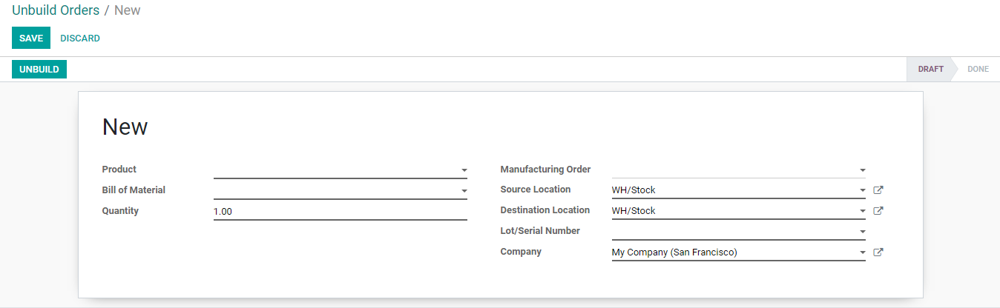 Unbuild Orders / New
SAVE DISCARD
UNBUILD DRAFT DONE
New
Product
Bill of Material
Quantity 1.00
Manufacturing Order
Source Location WH/Stock
Destination Location WH/Stock
Lot/Serial Number
Company My Company (San Francisco)